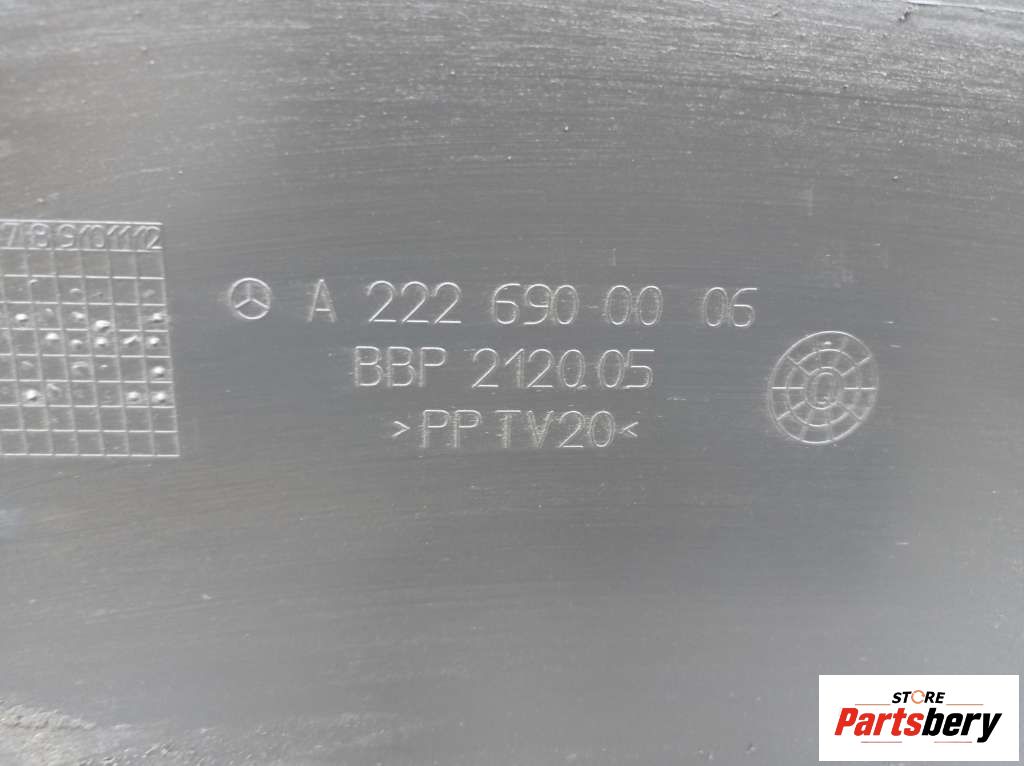 7 8 9 10 11 12
A 222 690 00 06
BBP 2120.05
>PP TV20<
STORE
Partsbery